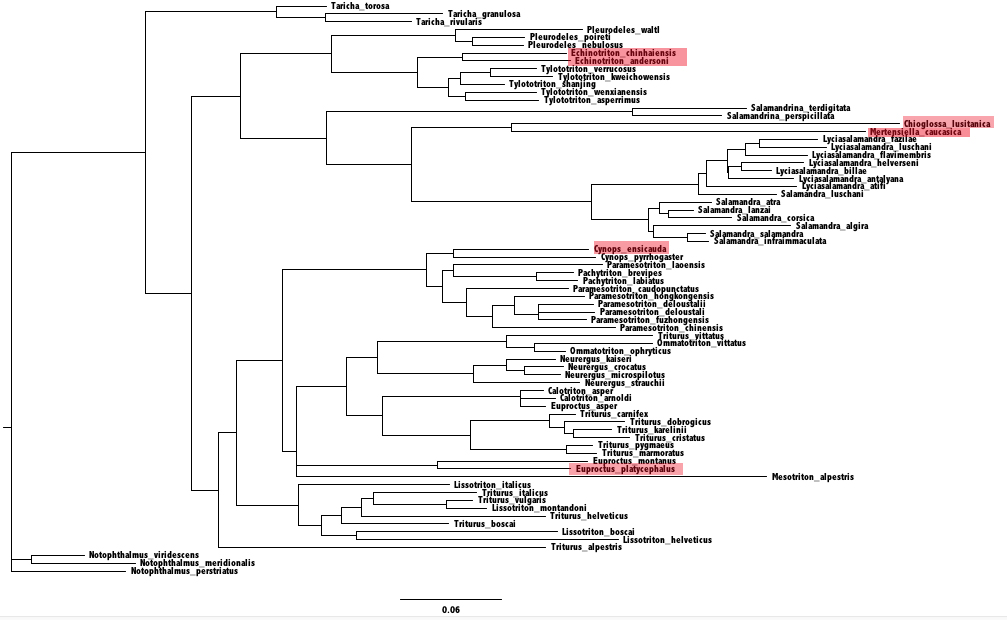 Taricha_torosa
Taricha_granulosa
Taricha_rivularis
Pleurodeles_waltl
Pleurodeles_poireti
Pleurodeles_nebulosus
Echinotriton_chinhaiensis
Echinotriton_andersoni
Tylototriton_verrucosus
Tylototriton_kweichowensis
Tylototriton_shanjing
Tylototriton_wenxianensis
Tylototriton_asperrimus
Salamandrina_terdigitata
Salamandrina_perspicillata
Chioglossa_lusitanica
Mertensiella_caucasica
Lyciasalamandra_fazilae
Lyciasalamandra_luschani
Lyciasalamandra_flavimembris
Lyciasalamandra_helverseni
Lyciasalamandra_billae
Lyciasalamandra_antalyana
Lyciasalamandra_atifi
Salamandra_luschani
Salamandra_atra
Salamandra_lanzai
Salamandra_corsica
Salamandra_algira
Salamandra_salamandra
Salamandra_infraimmaculata
Cynops_ensicauda
Cynops_pyrrhogaster
Paramesotriton_laoensis
Pachytriton_brevipes
Pachytriton_labiatus
Paramesotriton_caudopunctatus
Paramesotriton_hongkongensis
Paramesotriton_deloustalii
Paramesotriton_deloustali
Paramesotriton_fuzhongensis
Paramesotriton_chinensis
Triturus_vittatus
Ommatotriton_vittatus
Ommatotriton_ophryticus
Neurergus_kaiseri
Neurergus_crocatus
Neurergus_microspilotus
Neurergus_strauchii
Calotriton_asper
Calotriton_arnoldi
Euproctus_asper
Triturus_carnifex
Triturus_dobrogicus
Triturus_karelinii
Triturus_cristatus
Triturus_pygmaeus
Triturus_marmoratus
Euproctus_montanus
Euproctus_platycephalus
Mesotriton_alpestris
Lissotriton_italicus
Triturus_italicus
Triturus_vulgaris
Lissotriton_montandoni
Triturus_helveticus
Triturus_boscai
Lissotriton_boscai
Lissotriton_helveticus
Triturus_alpestris
Notophthalmus_viridescens
Notophthalmus_meridionalis
Notophthalmus_perstriatus
0.06